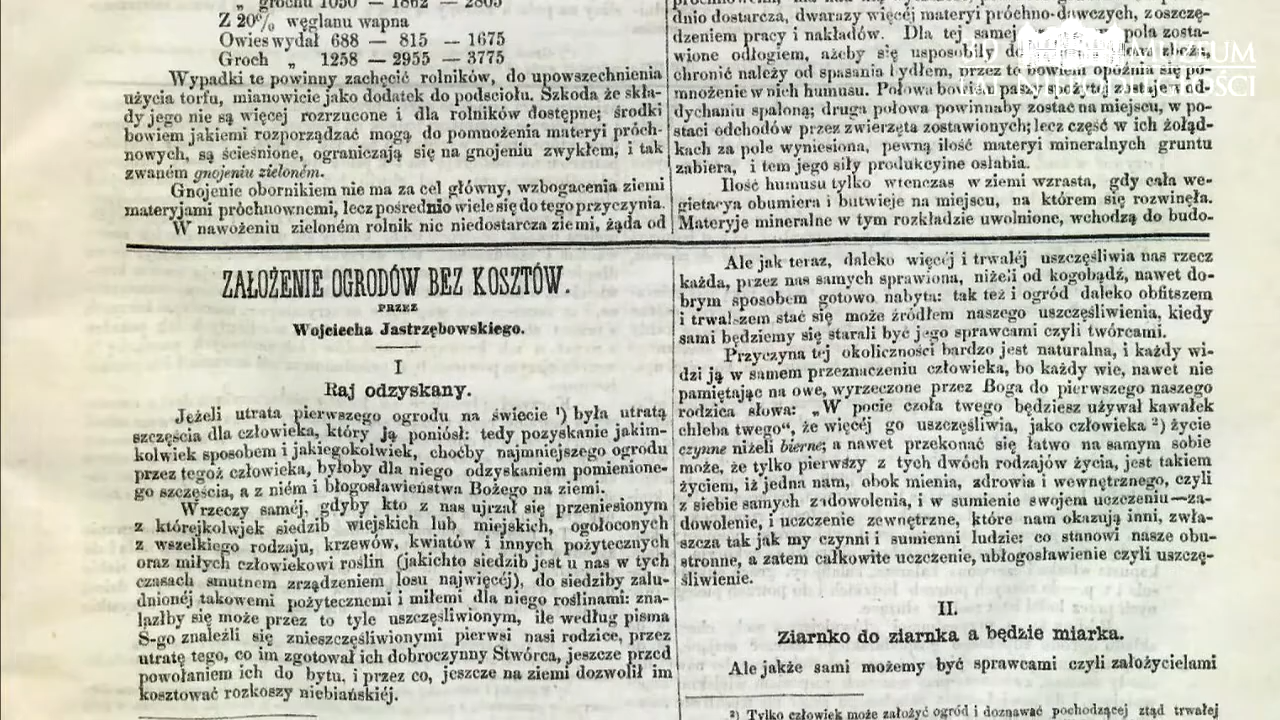 „ grochu 1050 — 1862 — 2805
Z 20% węglanu wapna
Owies wydał 688 — 815 — 1675
Groch „ 1258 — 2955 — 3775
Wypadki te powinny zachęcić rolników, do upowszechnienia
użycia torfu, mianowicie jako dodatek do podsciołu. Szkoda że skła-
dy jego nie są więcej rozrzucone i dla rolników dostępne; środki
bowiem jakiemi rozporządzać mogą do pomnożenia materyi próch-
nowych, są ścieśnione, ograniczają się na gnojeniu zwykłem, i tak
zwaném gnojeniu zieloném.
Gnojenie obornikiem nie ma za cel główny, wzbogacenia ziemi
materyjami próchnownemi, lecz pośrednio wiele się do tego przyczynia.
W nawożeniu zieloném rolnik nic niedostarcza ziemi, żąda od
dnio dostarcza, dwarazy więcéj materyi próchno-dawczych, zoszczę-
dzeniem pracy i nakładów. Dla tej samej pola zosta-
wione odłogiem, ażeby się usposobiły do
chronić należy od spasania bydłem, przez to bowiem opóźnia się po-
mnożenie w nich humusu. Połowa bowiem paszy pożytej zostaje od-
dychaniu spaloną; druga połowa powinnaby zostać na miejscu, w po-
staci odchodów przez zwierzęta zostawionych; lecz część w ich żołąd-
kach za pole wyniesiona, pewną ilość materyi mineralnych gruntu
zabiera, i tem jego siły produkcyine osłabia.
Ilość humusu tylko wtenczas w ziemi wzrasta, gdy cała we-
gietacya obumiera i butwieje na miejscu, na którem się rozwinęła.
Materyje mineralne w tym rozkładzie uwolnione, wchodzą do budo-
ZAŁOŻENIE OGRODÓW BEZ KOSZTÓW.
PRZEZ
Wojciecha Jastrzębowskiego.
I
Raj odzyskany.
Jeżeli utrata pierwszego ogrodu na świecie ¹) była utratą
szczęścia dla człowieka, który ją poniósł: tedy pozyskanie jakim-
kolwiek sposobem i jakiegokolwiek, choćby najmniejszego ogrodu
przez tegoż człowieka, byłoby dla niego odzyskaniem pomienione-
go szczęścia, a z niém i błogosławieństwa Bożego na ziemi.
Wrzeczy saméj, gdyby kto z nas ujrzał się przeniesionym
z którejkolwjek siedzib wiejskich lub miejskich, ogołoconych
z wszelkiego rodzaju, krzewów, kwiatów i innych pożytecznych
oraz miłych człowiekowi roślin (jakichto siedzib jest u nas w tych
czasach smutnem zrządzeniem losu najwięcéj), do siedziby zalu-
dnionéj takowemi pożytecznemi i miłemi dla niego roślinami: zna-
lązłby się może przez to tyle uszczęśliwionym, ile według pisma
S-go znaleźli się znieszczęśliwionymi pierwsi nasi rodzice, przez
utratę tego, co im zgotował ich dobroczynny Stwórca, jeszcze przed
powołaniem ich do bytu, i przez co, jeszcze na ziemi dozwolił im
kosztować rozkoszy niebiańskiéj.
Ale jak teraz, daleko więcéj i trwaléj uszczęśliwia nas rzecz
każda, przez nas samych sprawiona, niżeli od kogobądź, nawet do-
brym sposobem gotowo nabyta: tak też i ogród daleko obfitszem
i trwalszem stać się może źródłem naszego uszczęśliwienia, kiedy
sami będziemy się starali być jego sprawcami czyli twórcami.
Przyczyna tej okoliczności bardzo jest naturalna, i każdy wi-
dzi ją w samem przeznaczeniu człowieka, bo każdy wie, nawet nie
pamiętając na owe, wyrzeczone przez Boga do pierwszego naszego
rodzica słowa: „W pocie czoła twego będziesz używał kawałek
chleba twego“, że więcej go uszczęśliwia, jako człowieka ²) życie
czynne niżeli bierne; a nawet przekonać się łatwo na samym sobie
może, że tylko pierwszy z tych dwóch rodzajów życia, jest takiem
życiem, iż jedna nam, obok mienia, zdrowia i wewnętrznego, czyli
z siebie samych zadowolenia, i w sumienie swojem uczczeniu—za-
dowolenie, i uczczenie zewnętrzne, które nam okazują inni, zwła-
szcza tak jak my czynni i sumienni ludzie: co stanowi nasze obu-
stronne, a zatem całkowite uczczenie, ubłogosławienie czyli uszczę-
śliwienie.
II.
Ziarnko do ziarnka a będzie miarka.
Ale jakże sami możemy być sprawcami czyli założycielami
²) Tylko człowiek może założyć ogród i doznawać pochodzącej ztąd trwałej